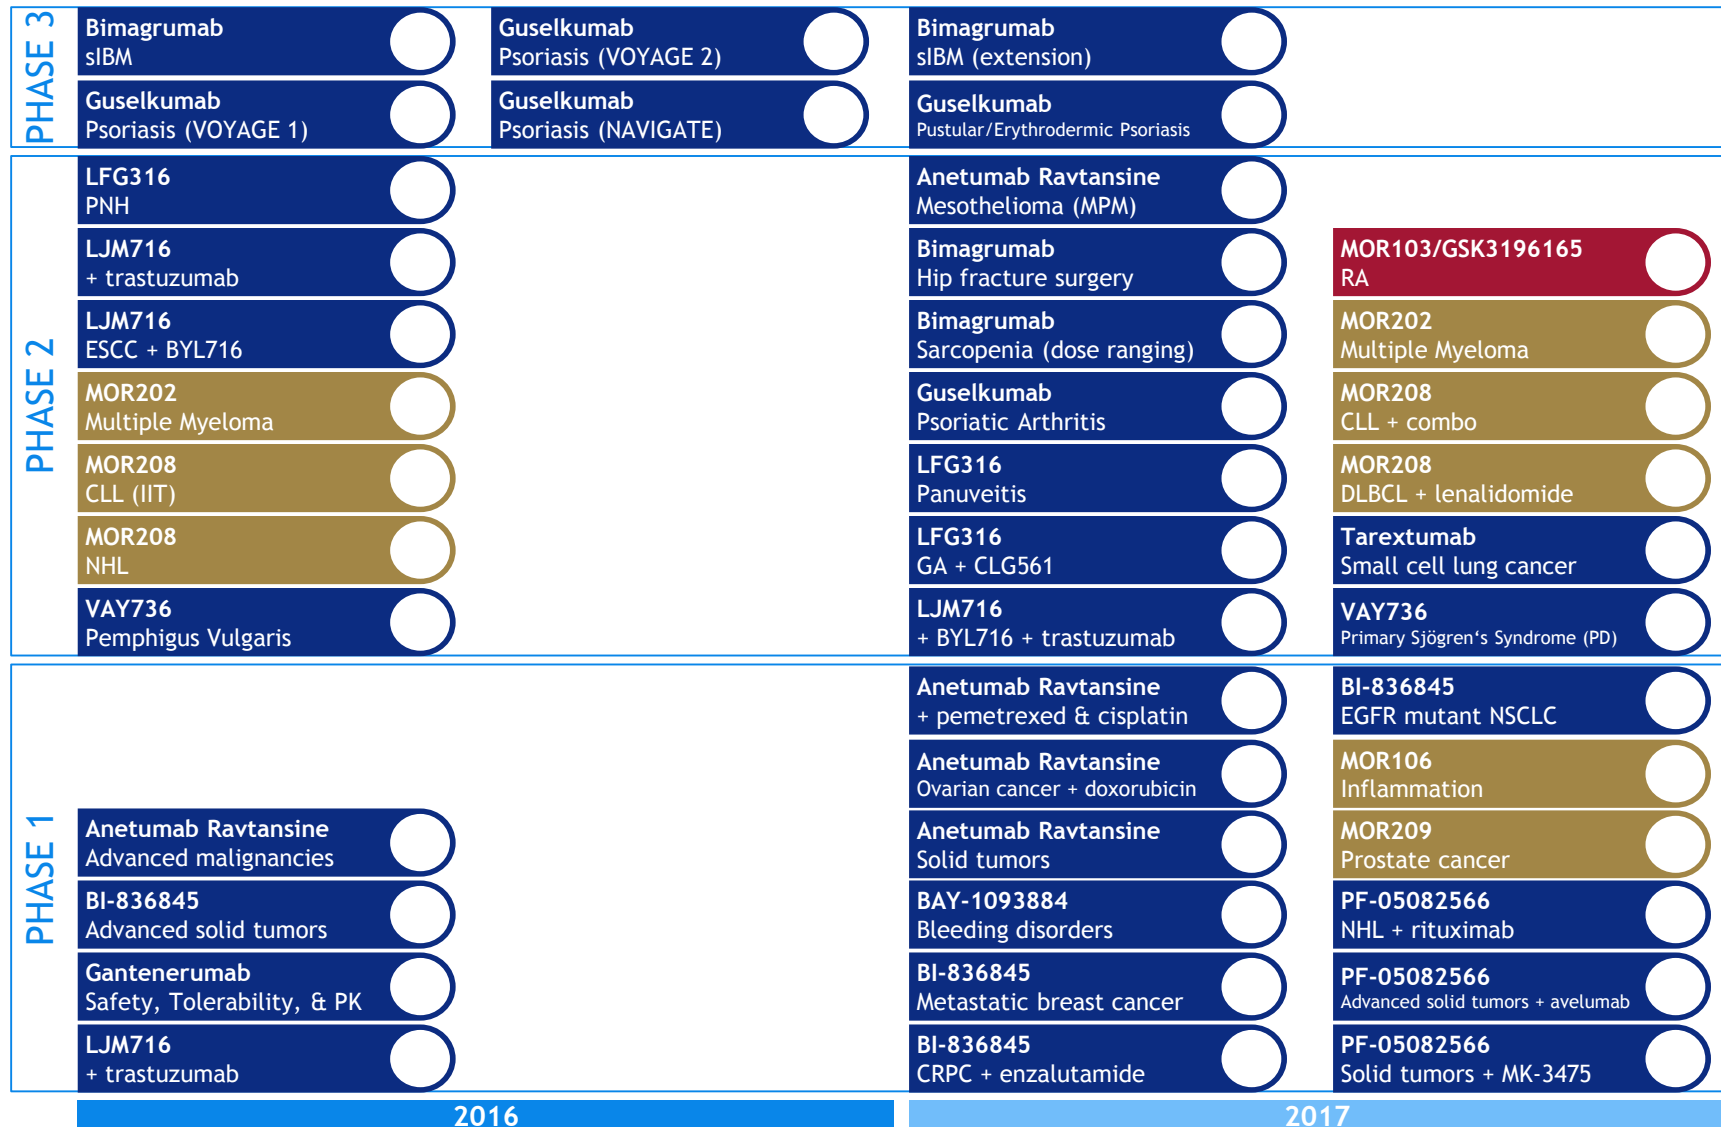 PHASE 3
Bimagrumab
sIBM
Guselkumab
Psoriasis (VOYAGE 1)
Guselkumab
Psoriasis (VOYAGE 2)
Guselkumab
Psoriasis (NAVIGATE)
Bimagrumab
sIBM (extension)
Guselkumab
Pustular/Erythrodermic Psoriasis
PHASE 2
LFG316
PNH
LJM716
+ trastuzumab
LJM716
ESCC + BYL716
MOR202
Multiple Myeloma
MOR208
CLL (IIT)
MOR208
NHL
VAY736
Pemphigus Vulgaris
Anetumab Ravtansine
Mesothelioma (MPM)
Bimagrumab
Hip fracture surgery
Bimagrumab
Sarcopenia (dose ranging)
Guselkumab
Psoriatic Arthritis
LFG316
Panuveitis
LFG316
GA + CLG561
LJM716
+ BYL716 + trastuzumab
MOR103/GSK3196165
RA
MOR202
Multiple Myeloma
MOR208
CLL + combo
MOR208
DLBCL + lenalidomide
Tarextumab
Small cell lung cancer
VAY736
Primary Sjögren‘s Syndrome (PD)
PHASE 1
Anetumab Ravtansine
Advanced malignancies
BI-836845
Advanced solid tumors
Gantenerumab
Safety, Tolerability, & PK
LJM716
+ trastuzumab
Anetumab Ravtansine
+ pemetrexed & cisplatin
Anetumab Ravtansine
Ovarian cancer + doxorubicin
Anetumab Ravtansine
Solid tumors
BAY-1093884
Bleeding disorders
BI-836845
Metastatic breast cancer
BI-836845
CRPC + enzalutamide
BI-836845
EGFR mutant NSCLC
MOR106
Inflammation
MOR209
Prostate cancer
PF-05082566
NHL + rituximab
PF-05082566
Advanced solid tumors + avelumab
PF-05082566
Solid tumors + MK-3475
2016
2017